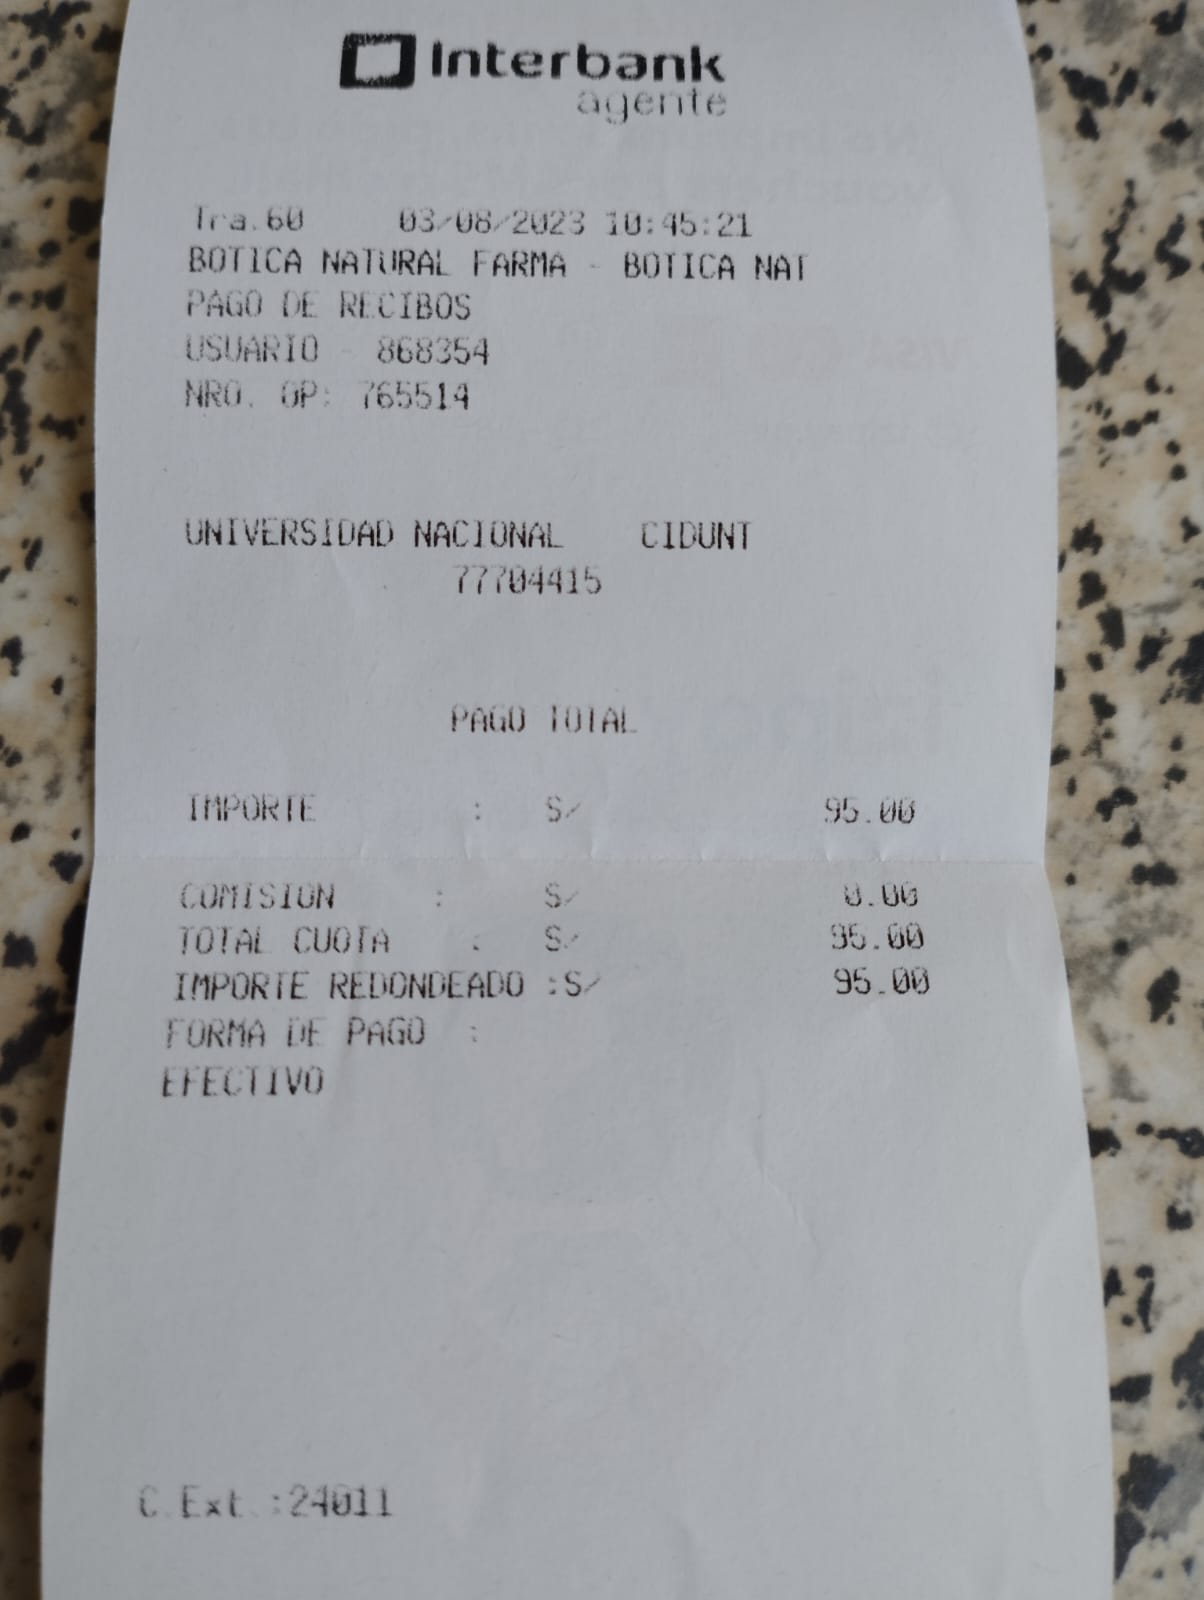 Interbank
agente
Tra.60 03/08/2023 10:45:21
BOTICA NATURAL FARMA - BOTICA NAT
PAGO DE RECIBOS
USUARIO - 868354
NRO. OP: 765514
UNIVERSIDAD NACIONAL CIDUNT
77704415
PAGO TOTAL
IMPORTE : S/ 95.00
COMISION : S/ 0.00
TOTAL CUOTA : S/ 95.00
IMPORTE REDONDEADO :S/ 95.00
FORMA DE PAGO :
EFECTIVO
C.Ext.:24011